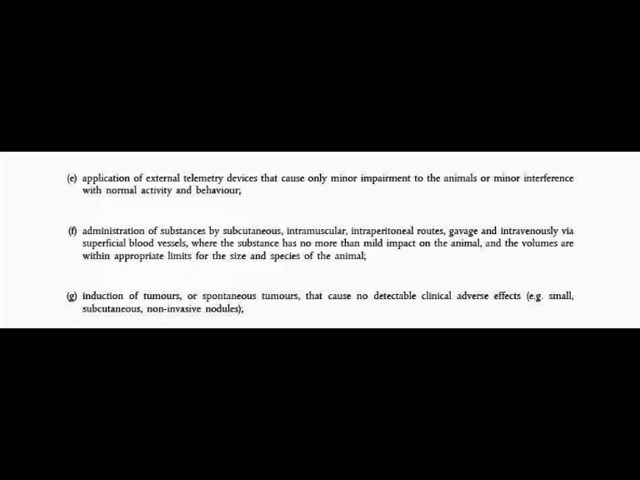 (e) application of external telemetry devices that cause only minor impairment to the animals or minor interference
with normal activity and behaviour;
(f) administration of substances by subcutaneous, intramuscular, intraperitoneal routes, gavage and intravenously via
superficial blood vessels, where the substance has no more than mild impact on the animal, and the volumes are
within appropriate limits for the size and species of the animal;
(g) induction of tumours, or spontaneous tumours, that cause no detectable clinical adverse effects (e.g. small,
subcutaneous, non-invasive nodules);